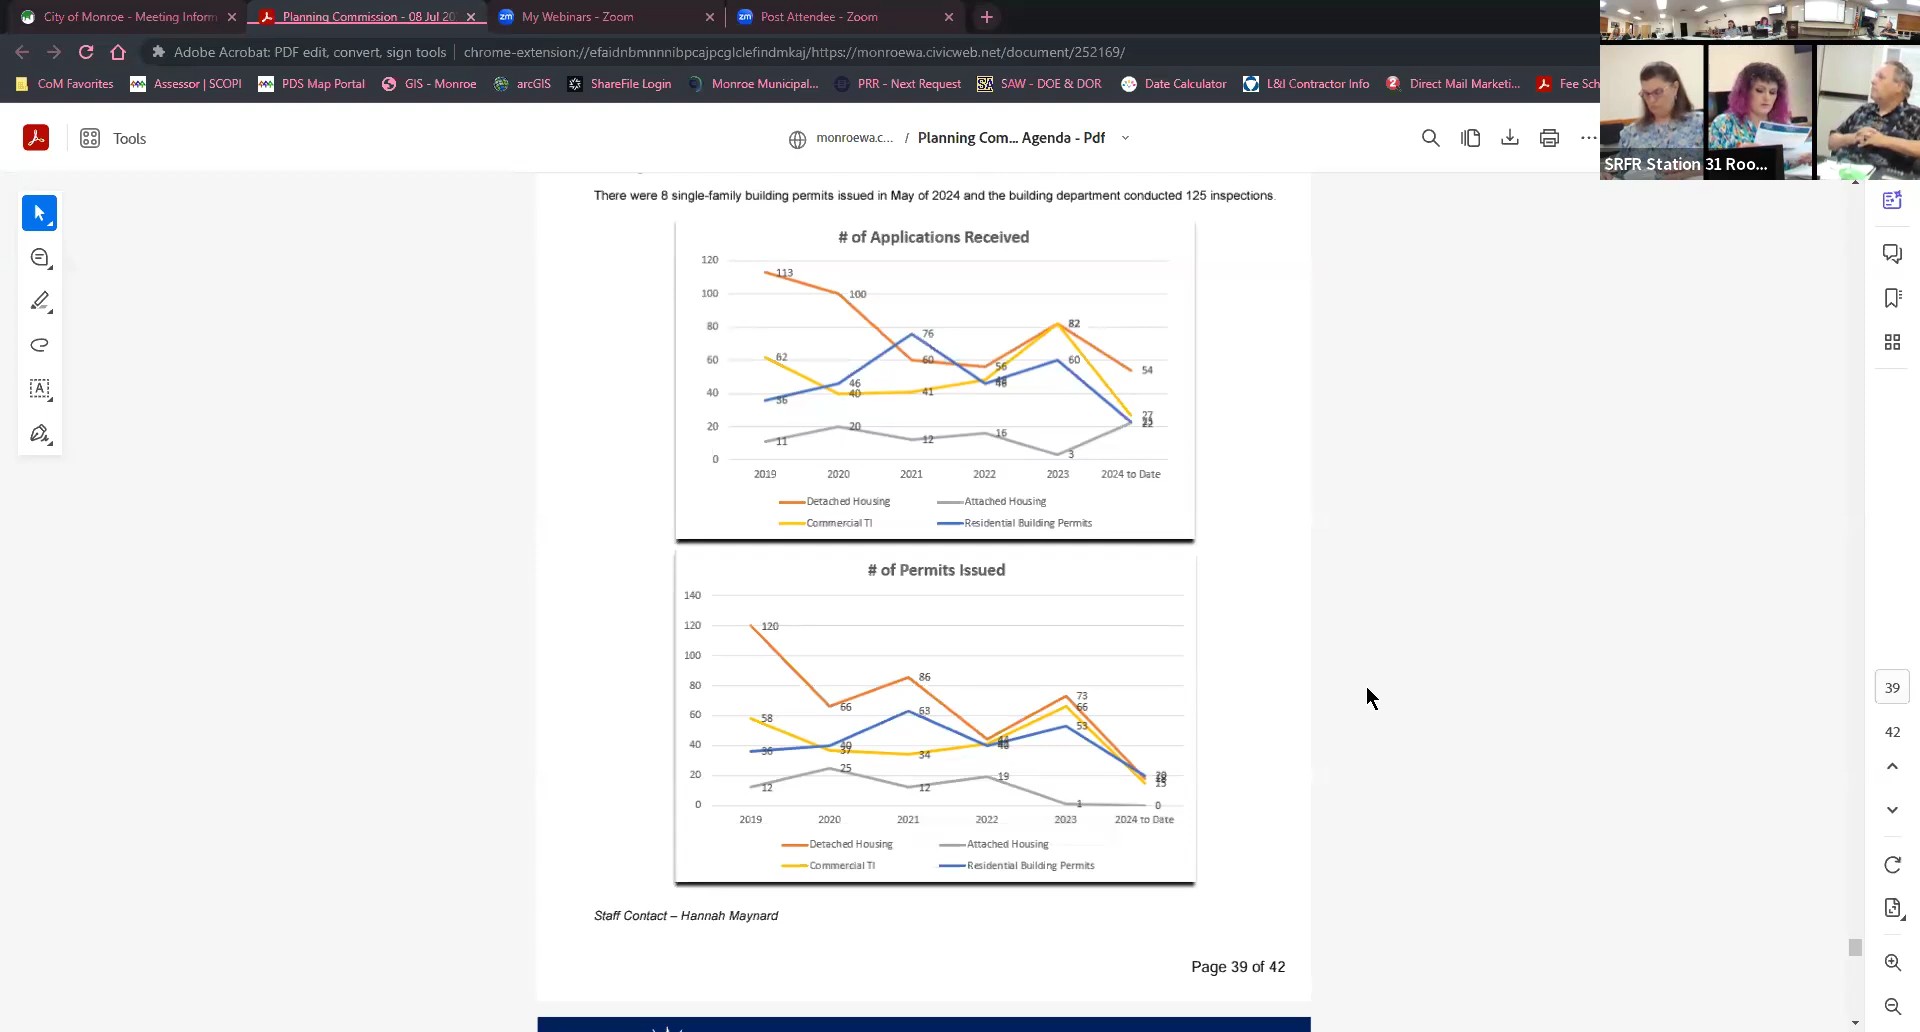 City of Monroe - Meeting Inform
Planning Commission - 08 Jul 20
My Webinars - Zoom
Post Attendee - Zoom
Adobe Acrobat: PDF edit, convert, sign tools
chrome-extension://efaidnbmnnnibpcajpcglclefindmkaj/https://monroewa.civicweb.net/document/252169/
CoM Favorites
Assessor | SCOPI
PDS Map Portal
GIS - Monroe
arcGIS
ShareFile Login
Monroe Municipal...
PRR - Next Request
SAW - DOE & DOR
Date Calculator
L&I Contractor Info
Direct Mail Marketi...
Fee Sch
SRFR Station 31 Roo...
Tools
monroewa.c... / Planning Com... Agenda - Pdf
There were 8 single-family building permits issued in May of 2024 and the building department conducted 125 inspections.
# of Applications Received
120
100
80
60
40
20
0
113
100
76
60
56
82
54
62
40
41
27
36
46
60
11
20
12
16
3
22
2019 2020 2021 2022 2023 2024 to Date
Detached Housing Attached Housing
Commercial TI Residential Building Permits
# of Permits Issued
140
120
100
80
60
40
20
0
120
66
86
73
58
37
34
66
36
40
63
53
20
15
12
25
12
19
1
0
2019 2020 2021 2022 2023 2024 to Date
Detached Housing Attached Housing
Commercial TI Residential Building Permits
Staff Contact – Hannah Maynard
Page 39 of 42
39
42